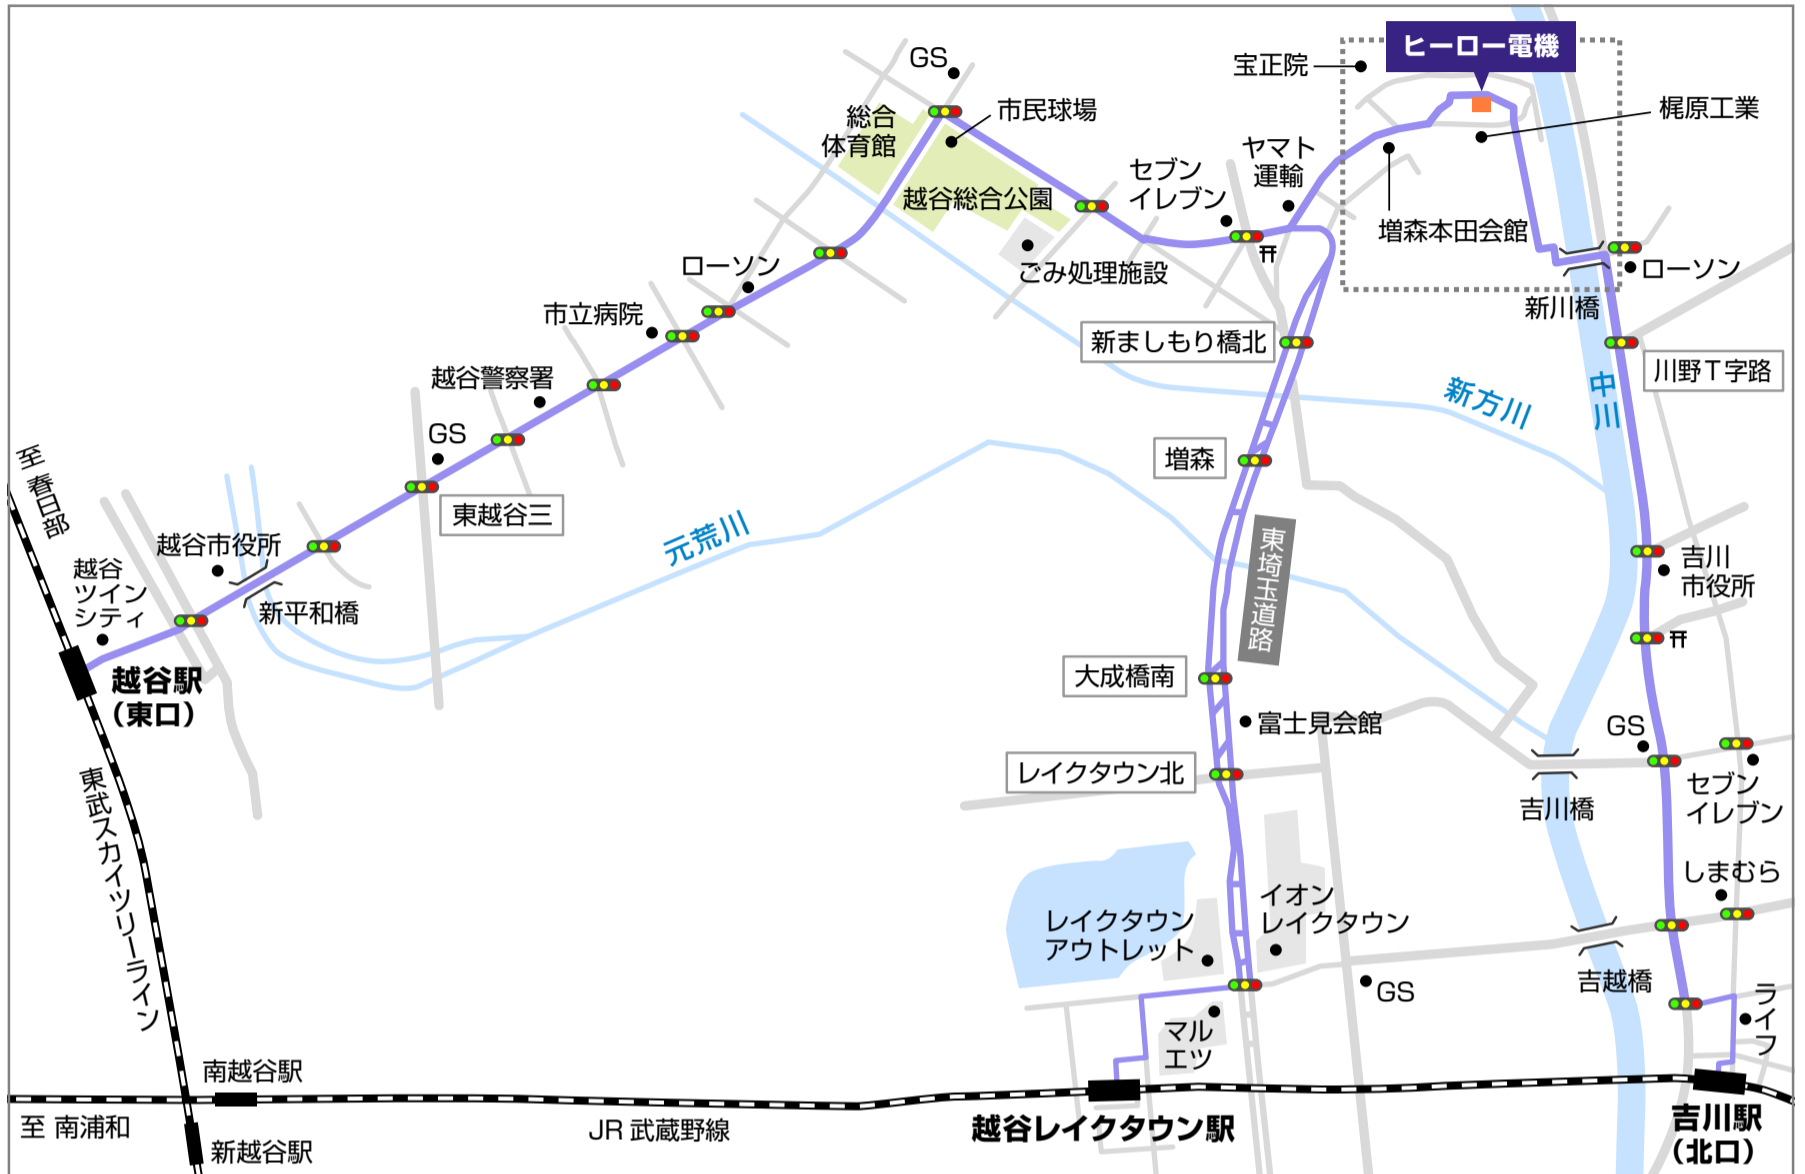 ヒーロー電機
宝正院
梶原工業
GS
市民球場
総合
体育館
越谷総合公園
セブン
イレブン
ヤマト
運輸
増森本田会館
ごみ処理施設
ローソン
新川橋
ローソン
市立病院
新ましもり橋北
川野T字路
越谷警察署
新方川
中川
GS
増森
至 春日部
東越谷三
元荒川
東埼玉道路
越谷市役所
越谷
ツイン
シティ
新平和橋
吉川
市役所
越谷駅
(東口)
大成橋南
富士見会館
GS
レイクタウン北
セブン
イレブン
吉川橋
東武スカイツリーライン
しまむら
イオン
レイクタウン
レイクタウン
アウトレット
吉越橋
GS
ライフ
マル
エツ
南越谷駅
至 南浦和
JR 武蔵野線
越谷レイクタウン駅
吉川駅
(北口)
新越谷駅